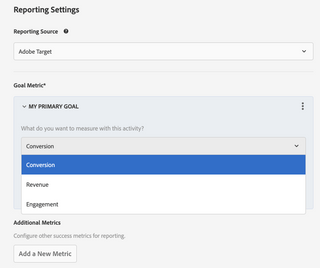 Reporting Settings
Reporting Source
Adobe Target
Goal Metric*
MY PRIMARY GOAL
What do you want to measure with this activity?
Conversion
Conversion
Revenue
Engagement
Additional Metrics
Configure other success metrics for reporting.
Add a New Metric